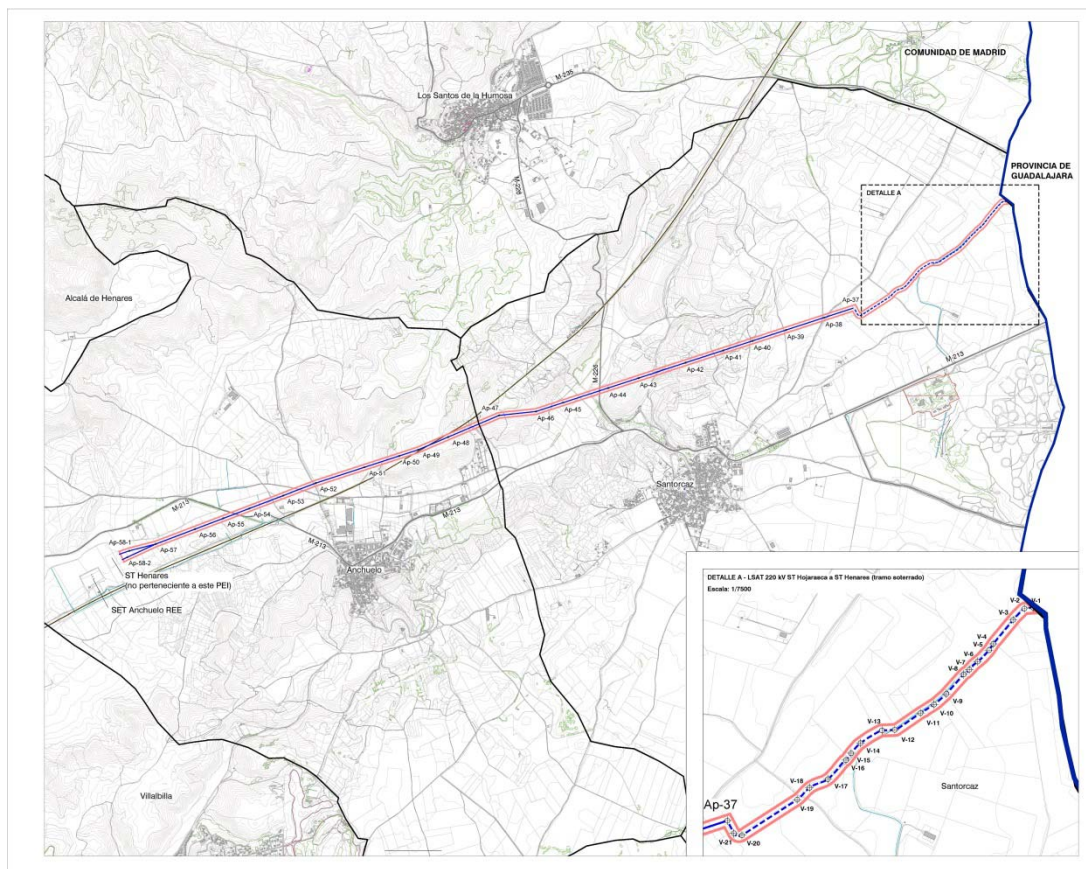 COMUNIDAD DE MADRID
M-235
Los Santos de la Humosa
PROVINCIA DE
GUADALAJARA
DETALLE A
M-226
Alcalá de Henares
Ap-37
Ap-38
Ap-39
Ap-40
Ap-41
Ap-42
Ap-43
Ap-44
Ap-45
Ap-46
Ap-47
Ap-48
Ap-49
Ap-50
Ap-51
Ap-52
Ap-53
Ap-54
Ap-55
Ap-56
Ap-57
Ap-58-1
Ap-58-2
M-213
M-226
M-213
M-213
M-213
Santorcaz
Anchuelo
ST Henares
(no perteneciente a este PEI)
SET Anchuelo REE
Villalbilla
DETALLE A - LSAT 220 kV ST Hojarasca a ST Henares (tramo soterrado)
Escala: 1/7500
V-1
V-2
V-3
V-4
V-5
V-6
V-7
V-8
V-9
V-10
V-11
V-12
V-13
V-14
V-15
V-16
V-17
V-18
V-19
V-20
V-21
Ap-37
Santorcaz